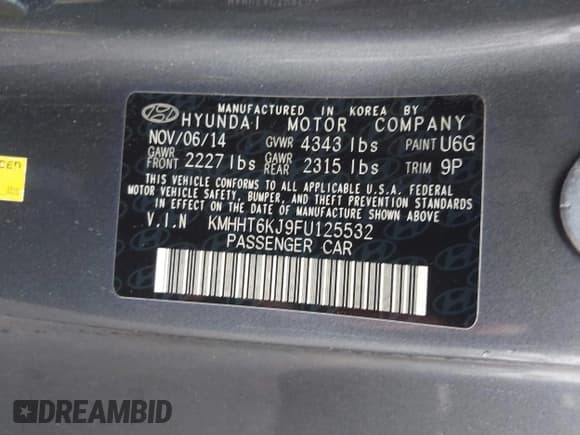 MANUFACTURED IN KOREA BY
HYUNDAI MOTOR COMPANY
NOV/06/14 GVWR 4343 lbs PAINT U6G
GAWR FRONT 2227 lbs GAWR REAR 2315 lbs TRIM 9P
THIS VEHICLE CONFORMS TO ALL APPLICABLE U.S.A. FEDERAL
MOTOR VEHICLE SAFETY, BUMPER, AND THEFT PREVENTION STANDARDS
IN EFFECT ON THE DATE OF MANUFACTURE SHOWN ABOVE.
V.I.N KMHHT6KJ9FU125532
PASSENGER CAR
DREAMBID